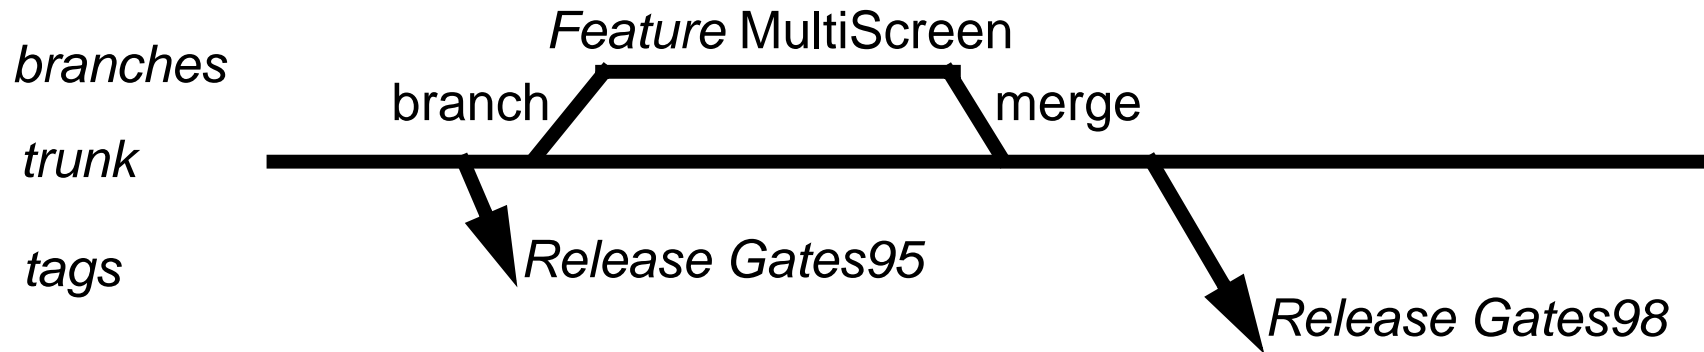 Feature MultiScreen
branches
branch
merge
trunk
Release Gates95
tags
Release Gates98